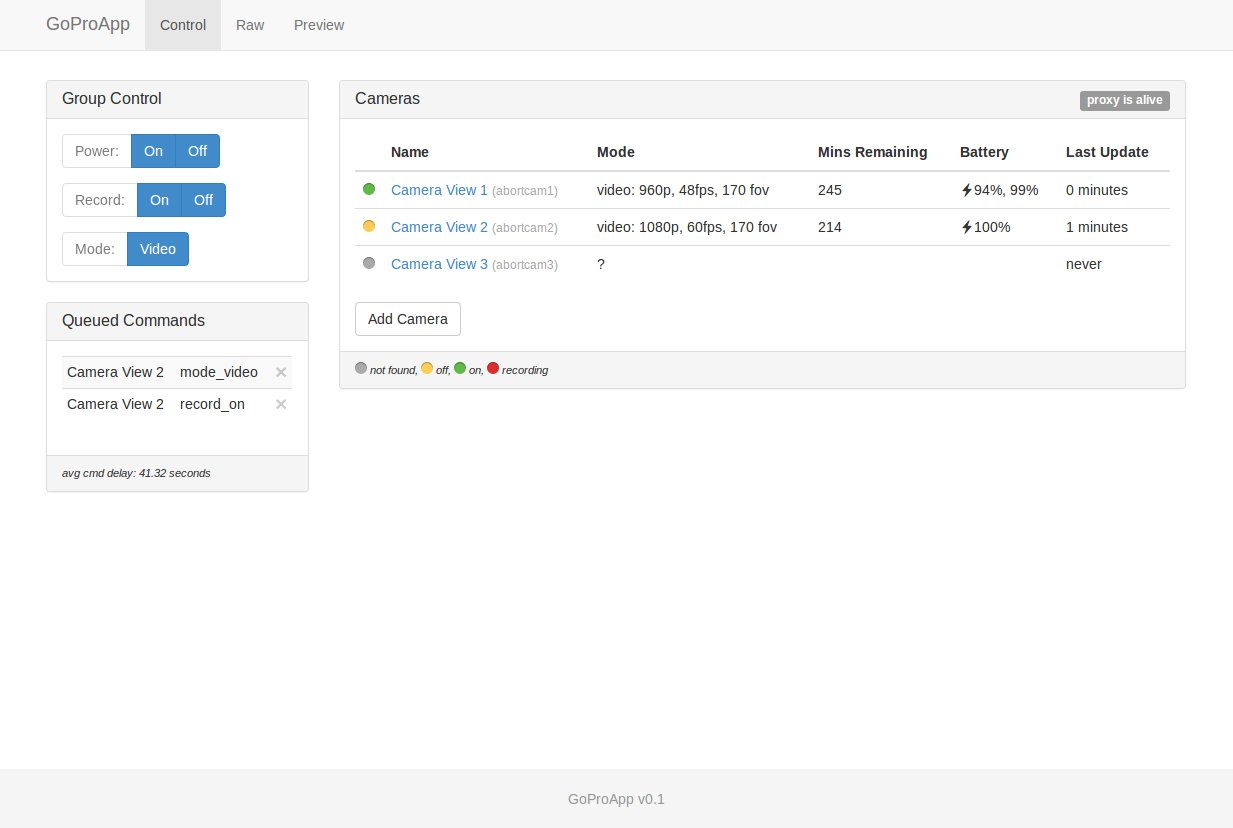 GoProApp Control Raw Preview
Group Control
Power: On Off
Record: On Off
Mode: Video
Queued Commands
Camera View 2 mode_video ×
Camera View 2 record_on ×
avg cmd delay: 41.32 seconds
Cameras proxy is alive
Name Mode Mins Remaining Battery Last Update
Camera View 1 (abortcam1) video: 960p, 48fps, 170 fov 245 94%, 99% 0 minutes
Camera View 2 (abortcam2) video: 1080p, 60fps, 170 fov 214 100% 1 minutes
Camera View 3 (abortcam3) ? never
Add Camera
not found, off, on, recording
GoProApp v0.1